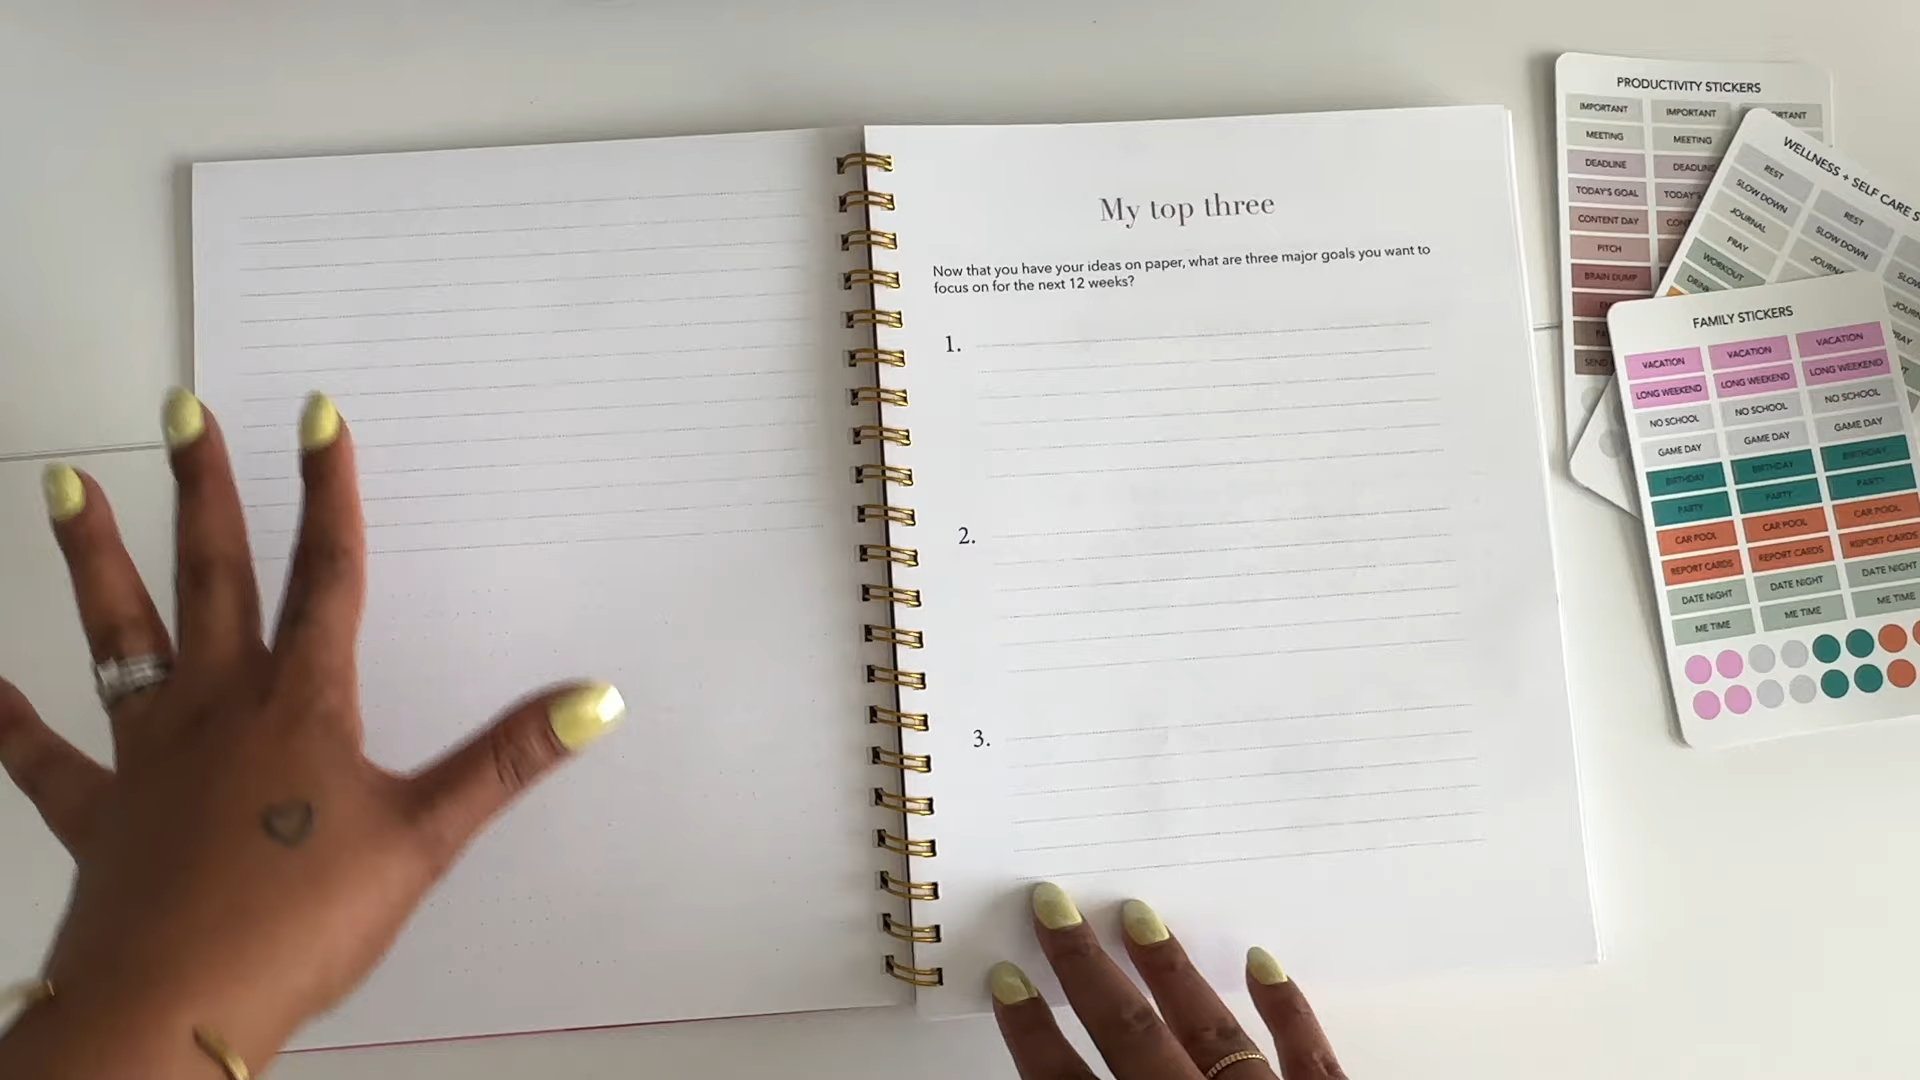 My top three
Now that you have your ideas on paper, what are three major goals you want to
focus on for the next 12 weeks?
1.
2.
3.
PRODUCTIVITY STICKERS
IMPORTANT IMPORTANT
MEETING MEETING
DEADLINE
TODAY'S GOAL
CONTENT DAY
PITCH
BRAIN DUMP
WELLNESS + SELF CARE
REST REST
SLOW DOWN SLOW DOWN
JOURNAL
PRAY
WORKOUT
FAMILY STICKERS
VACATION VACATION VACATION
LONG WEEKEND LONG WEEKEND LONG WEEKEND
NO SCHOOL NO SCHOOL NO SCHOOL
GAME DAY GAME DAY GAME DAY
BIRTHDAY BIRTHDAY BIRTHDAY
PARTY PARTY PARTY
CAR POOL CAR POOL CAR POOL
REPORT CARDS REPORT CARDS REPORT CARDS
DATE NIGHT DATE NIGHT DATE NIGHT
ME TIME ME TIME ME TIME